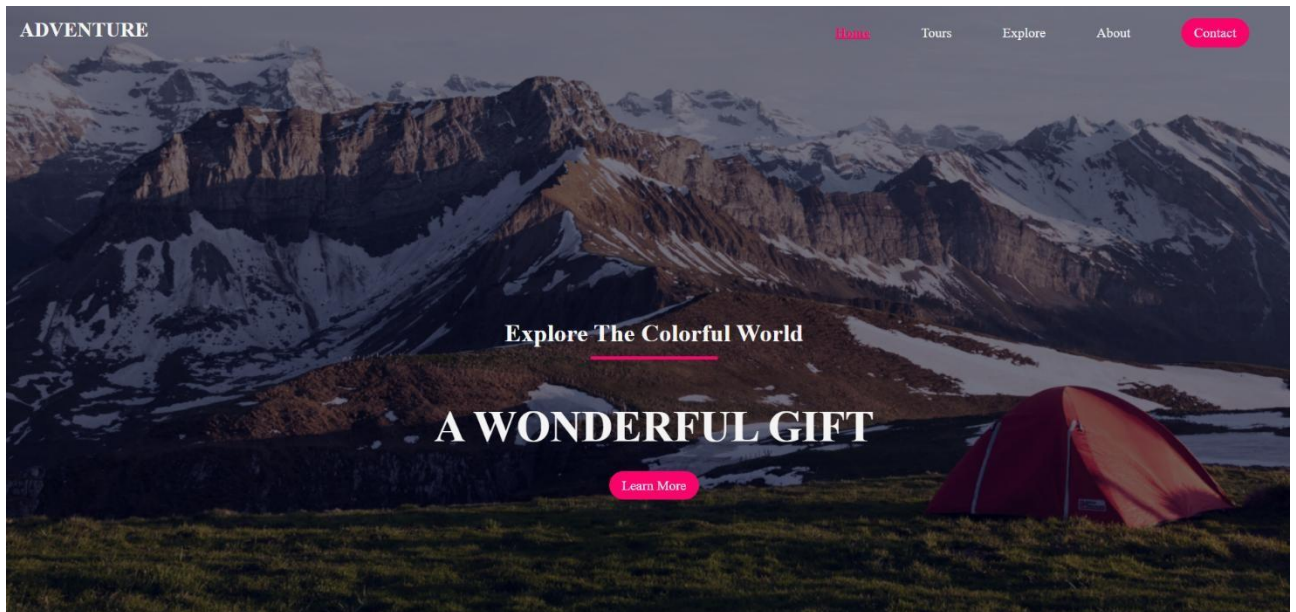 ADVENTURE
Home Tours Explore About Contact
Explore The Colorful World
A WONDERFUL GIFT
Learn More